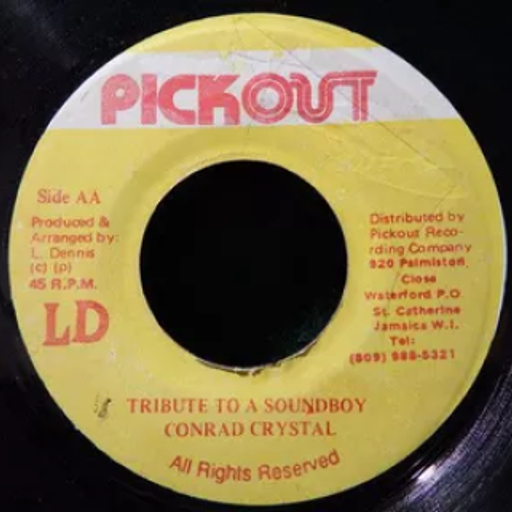 PICKOUT
Side AA
Produced &
Arranged by:
L. Dennis
(c) (p)
45 R.P.M.
LD
Distributed by
Pickout Reco-
rding Company
920 Palmiston
Close
Waterford P.O.
St. Catherine
Jamaica W.I.
Tel:
(809) 988-5321
TRIBUTE TO A SOUNDBOY
CONRAD CRYSTAL
All Rights Reserved